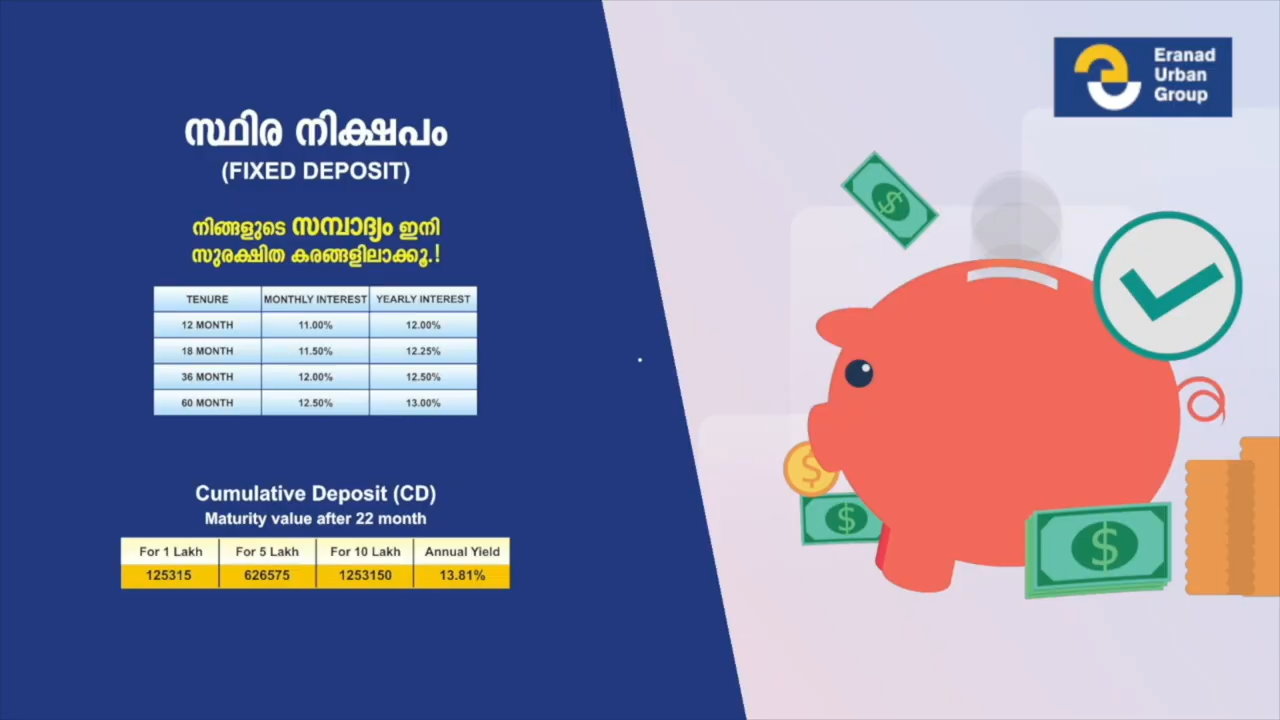 സ്ഥിര നിക്ഷപം
(FIXED DEPOSIT)
നിങ്ങളുടെ സമ്പാദ്യം ഇനി
സുരക്ഷിത കരങ്ങളിലാക്കൂ.!
TENURE MONTHLY INTEREST YEARLY INTEREST
12 MONTH 11.00% 12.00%
18 MONTH 11.50% 12.25%
36 MONTH 12.00% 12.50%
60 MONTH 12.50% 13.00%
Cumulative Deposit (CD)
Maturity value after 22 month
For 1 Lakh For 5 Lakh For 10 Lakh Annual Yield
125315 626575 1253150 13.81%
Eranad
Urban
Group